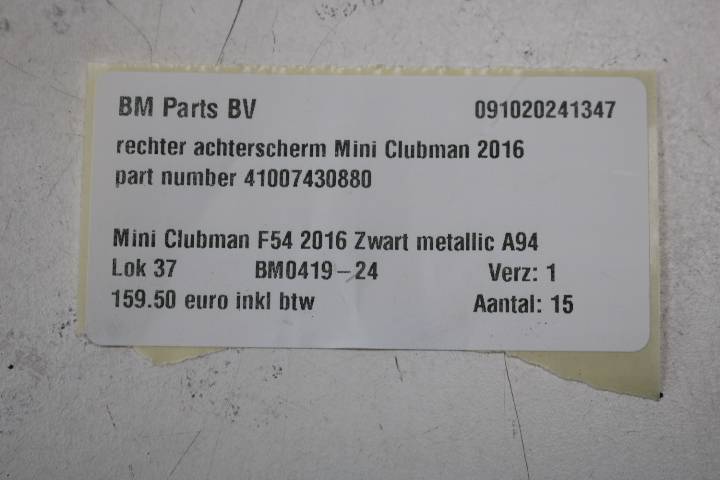 BM Parts BV 091020241347
rechter achterscherm Mini Clubman 2016
part number 41007430880
Mini Clubman F54 2016 Zwart metallic A94
Lok 37 BM0419-24 Verz: 1
159.50 euro inkl btw Aantal: 15